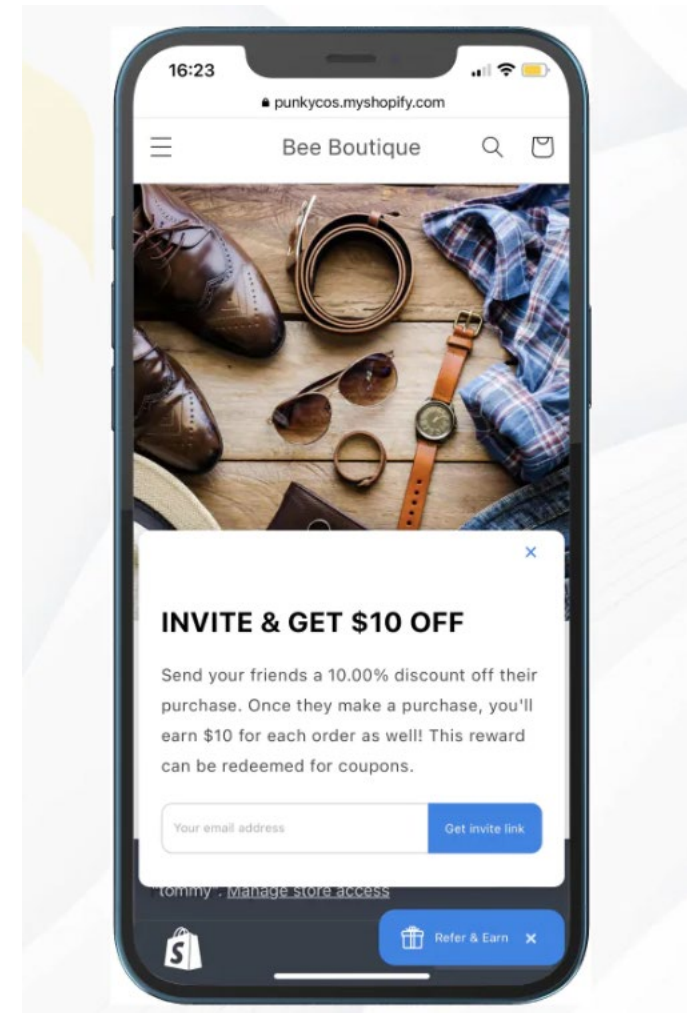 16:23
punkycos.myshopify.com
Bee Boutique
INVITE & GET $10 OFF
Send your friends a 10.00% discount off their
purchase. Once they make a purchase, you'll
earn $10 for each order as well! This reward
can be redeemed for coupons.
Your email address
Get invite link
"tommy". Manage store access
Refer & Earn